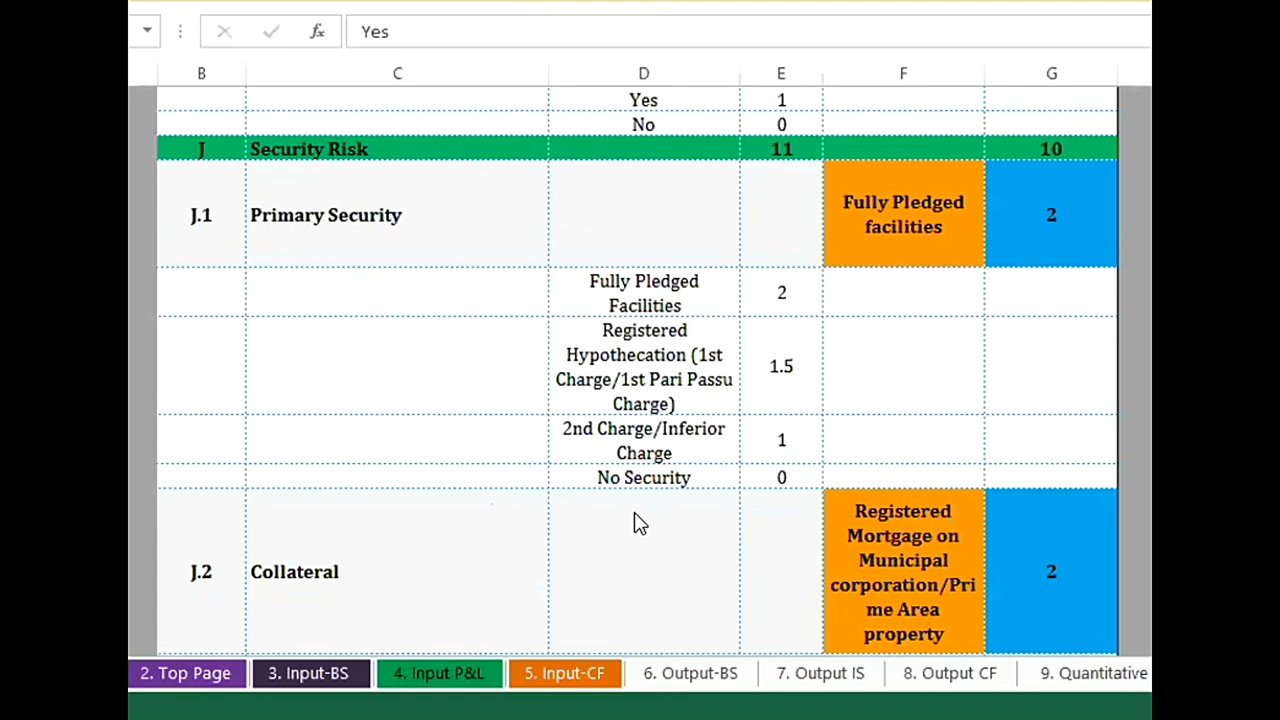 fx Yes
B C D E F G
Yes 1
No 0
J Security Risk 11 10
J.1 Primary Security Fully Pledged
facilities 2
Fully Pledged
Facilities 2
Registered
Hypothecation (1st
Charge/1st Pari Passu
Charge) 1.5
2nd Charge/Inferior
Charge 1
No Security 0
J.2 Collateral Registered
Mortgage on
Municipal
corporation/Pri
me Area
property 2
2. Top Page 3. Input-BS 4. Input P&L 5. Input-CF 6. Output-BS 7. Output IS 8. Output CF 9. Quantitative